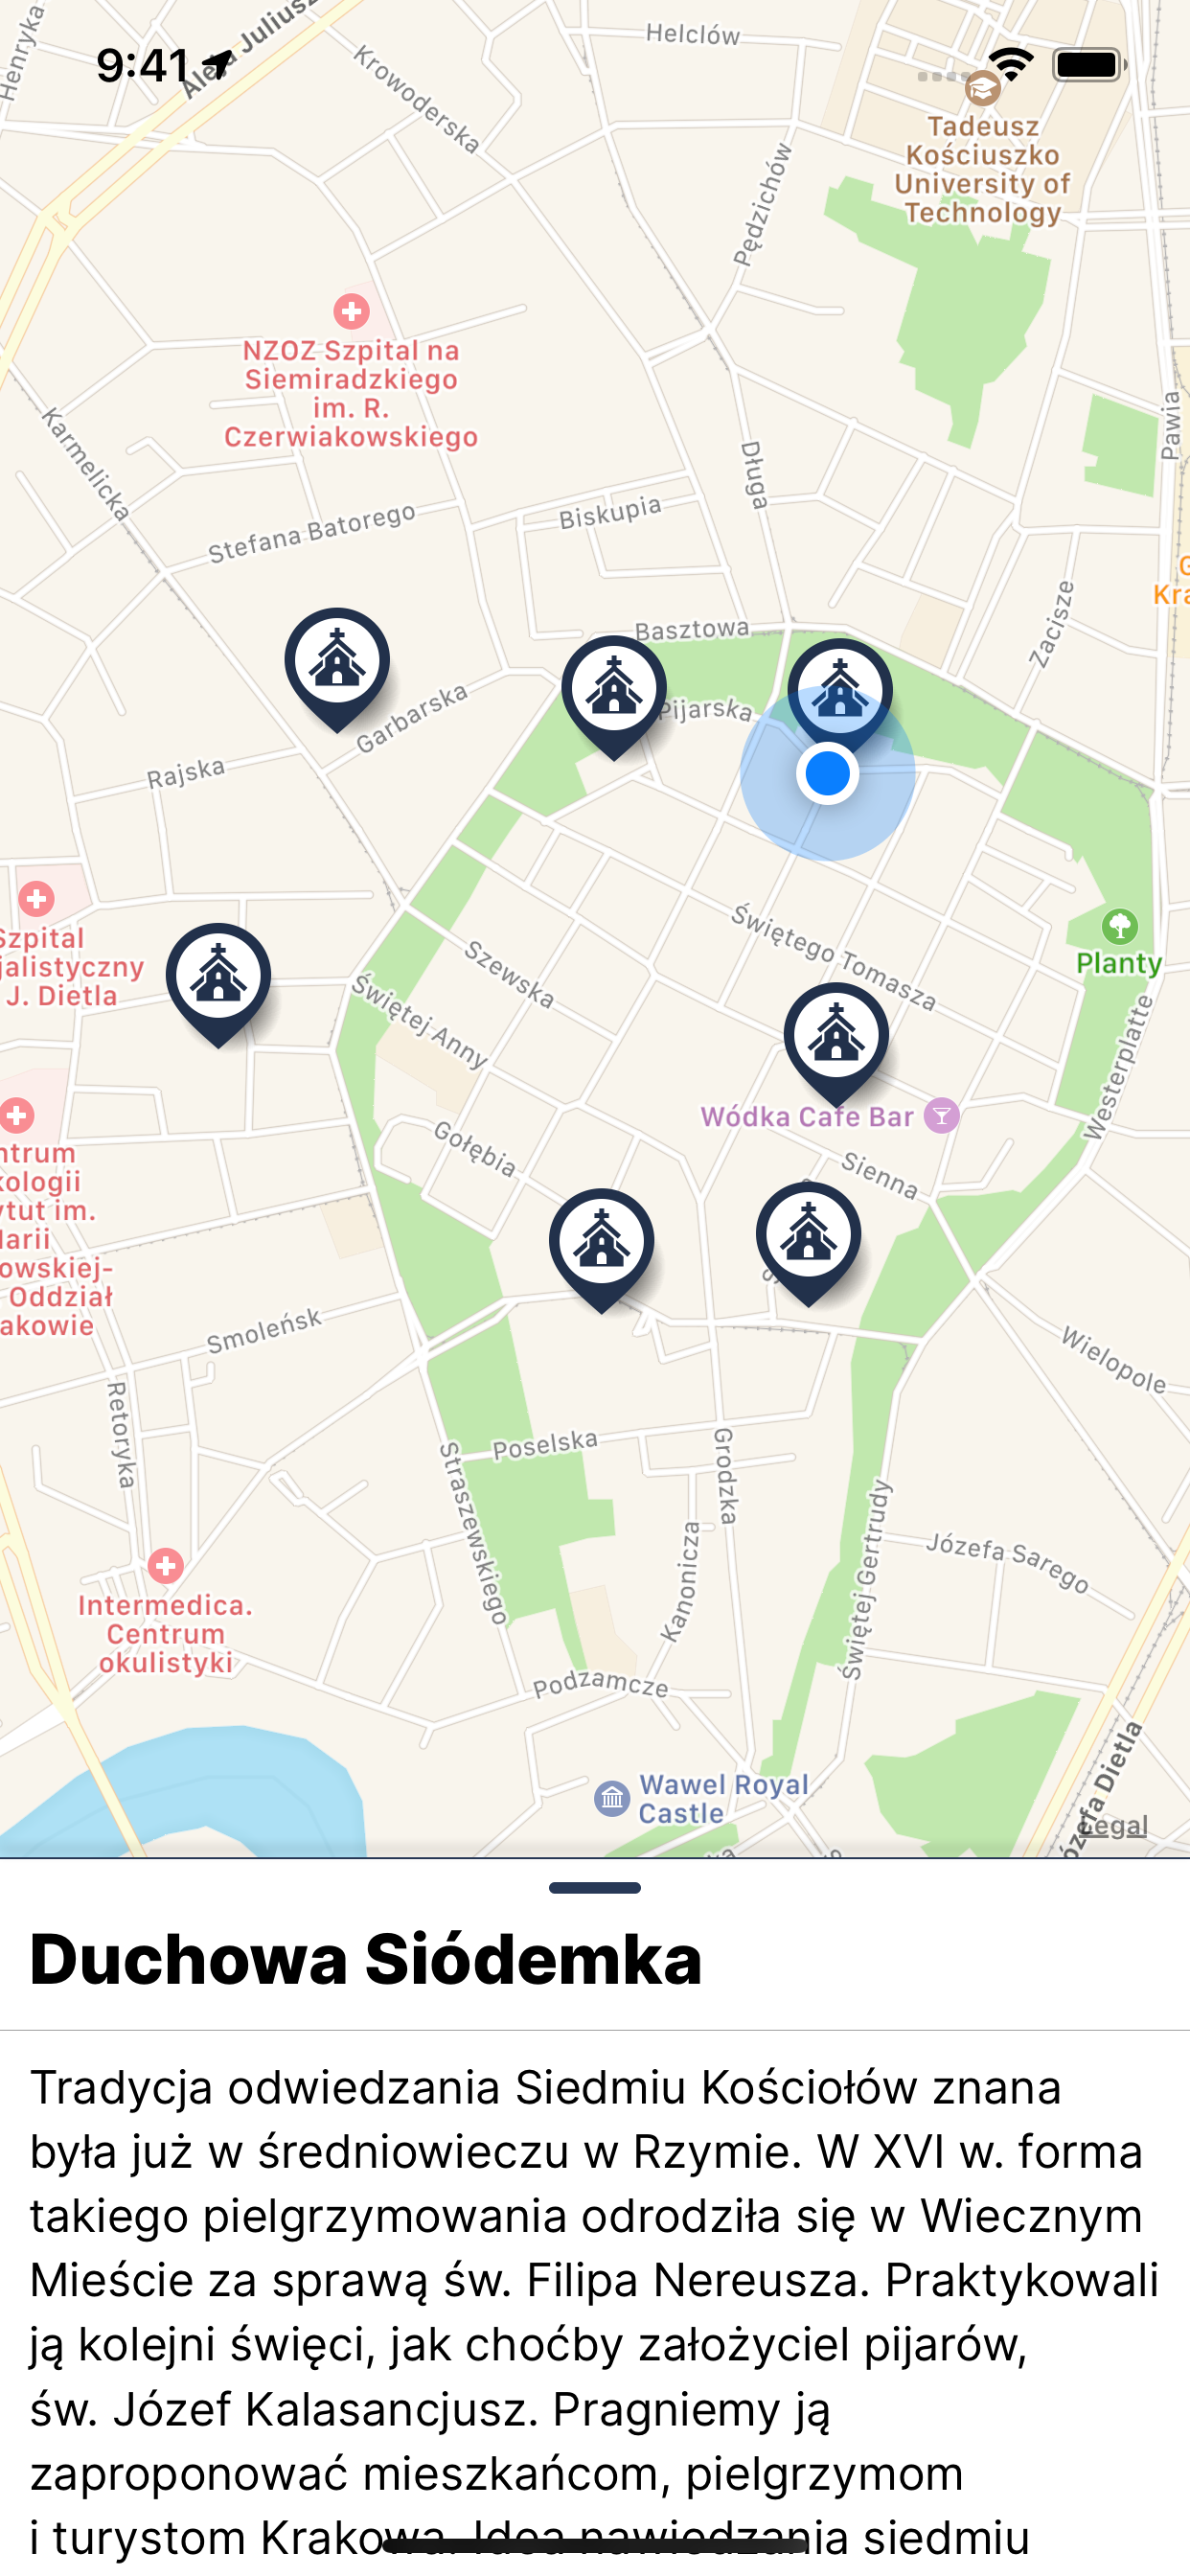 Henryka
9:41
Aleja Juliusz
Krowoderska
Helclów
Pędzichów
Tadeusz
Kościuszko
University of
Technology
NZOZ Szpital na
Siemiradzkiego
im. R.
Czerwiakowskiego
Karmelicka
Długa
Pawia
Stefana Batorego
Biskupia
G
Kra
Zacisze
Basztowa
Pijarska
Garbarska
Rajska
Szpital
jalistyczny
J. Dietla
Świętego Tomasza
Planty
Szewska
Świętej Anny
Westerplatte
Wódka Cafe Bar
Gołębia
Sienna
ntrum
kologii
ytut im.
Marii
owskiej-
Oddział
akowie
Smoleńsk
Wielopole
Retoryka
Poselska
Grodzka
Straszewskiego
Kanonicza
Świętej Gertrudy
Józefa Sarego
Intermedica.
Centrum
okulistyki
Podzamcze
Wawel Royal
Castle
Józefa Dietla
Legal
Duchowa Siódemka
Tradycja odwiedzania Siedmiu Kościołów znana
była już w średniowieczu w Rzymie. W XVI w. forma
takiego pielgrzymowania odrodziła się w Wiecznym
Mieście za sprawą św. Filipa Nereusza. Praktykowali
ją kolejni święci, jak choćby założyciel pijarów,
św. Józef Kalasancjusz. Pragniemy ją
zaproponować mieszkańcom, pielgrzymom
i turystom Krakowa. Idea nawiedzania siedmiu